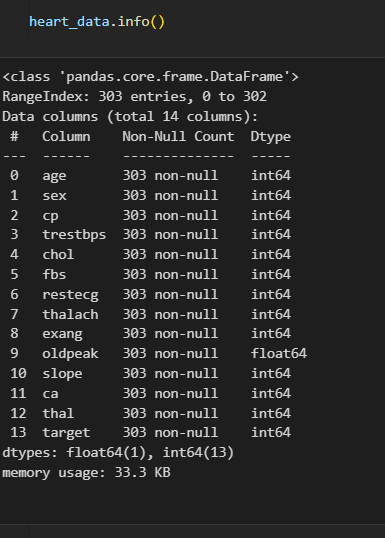 heart_data.info()
<class 'pandas.core.frame.DataFrame'>
RangeIndex: 303 entries, 0 to 302
Data columns (total 14 columns):
 #   Column    Non-Null Count  Dtype
---  ------    --------------  -----
 0   age       303 non-null    int64
 1   sex       303 non-null    int64
 2   cp        303 non-null    int64
 3   trestbps  303 non-null    int64
 4   chol      303 non-null    int64
 5   fbs       303 non-null    int64
 6   restecg   303 non-null    int64
 7   thalach   303 non-null    int64
 8   exang     303 non-null    int64
 9   oldpeak   303 non-null    float64
 10  slope     303 non-null    int64
 11  ca        303 non-null    int64
 12  thal      303 non-null    int64
 13  target    303 non-null    int64
dtypes: float64(1), int64(13)
memory usage: 33.3 KB